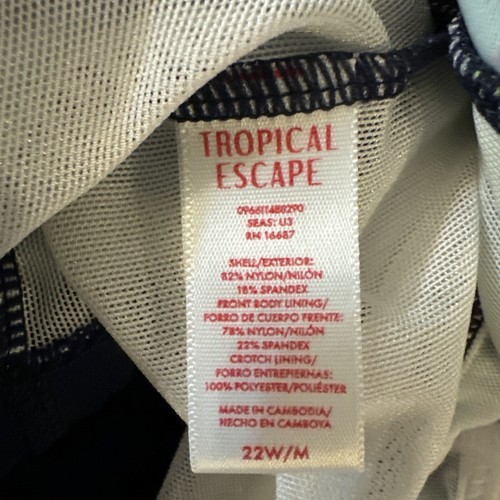 TROPICAL
ESCAPE
SEAS: U3
RN 16687
SHELL/EXTERIOR:
82% NYLON/NILÓN
18% SPANDEX
FRONT BODY LINING/
FORRO DE CUERPO FRENTE:
78% NYLON/NILÓN
22% SPANDEX
CROTCH LINING/
FORRO ENTREPIERNAS:
100% POLYESTER/POLIÉSTER
MADE IN CAMBODIA/
HECHO EN CAMBOYA
22W/M